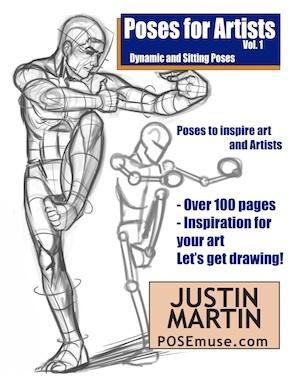 Poses for Artists
Vol. 1
Dynamic and Sitting Poses
Poses to inspire art
and Artists
- Over 100 pages
- Inspiration for
your art
Let's get drawing!
JUSTIN
MARTIN
POSEmuse.com